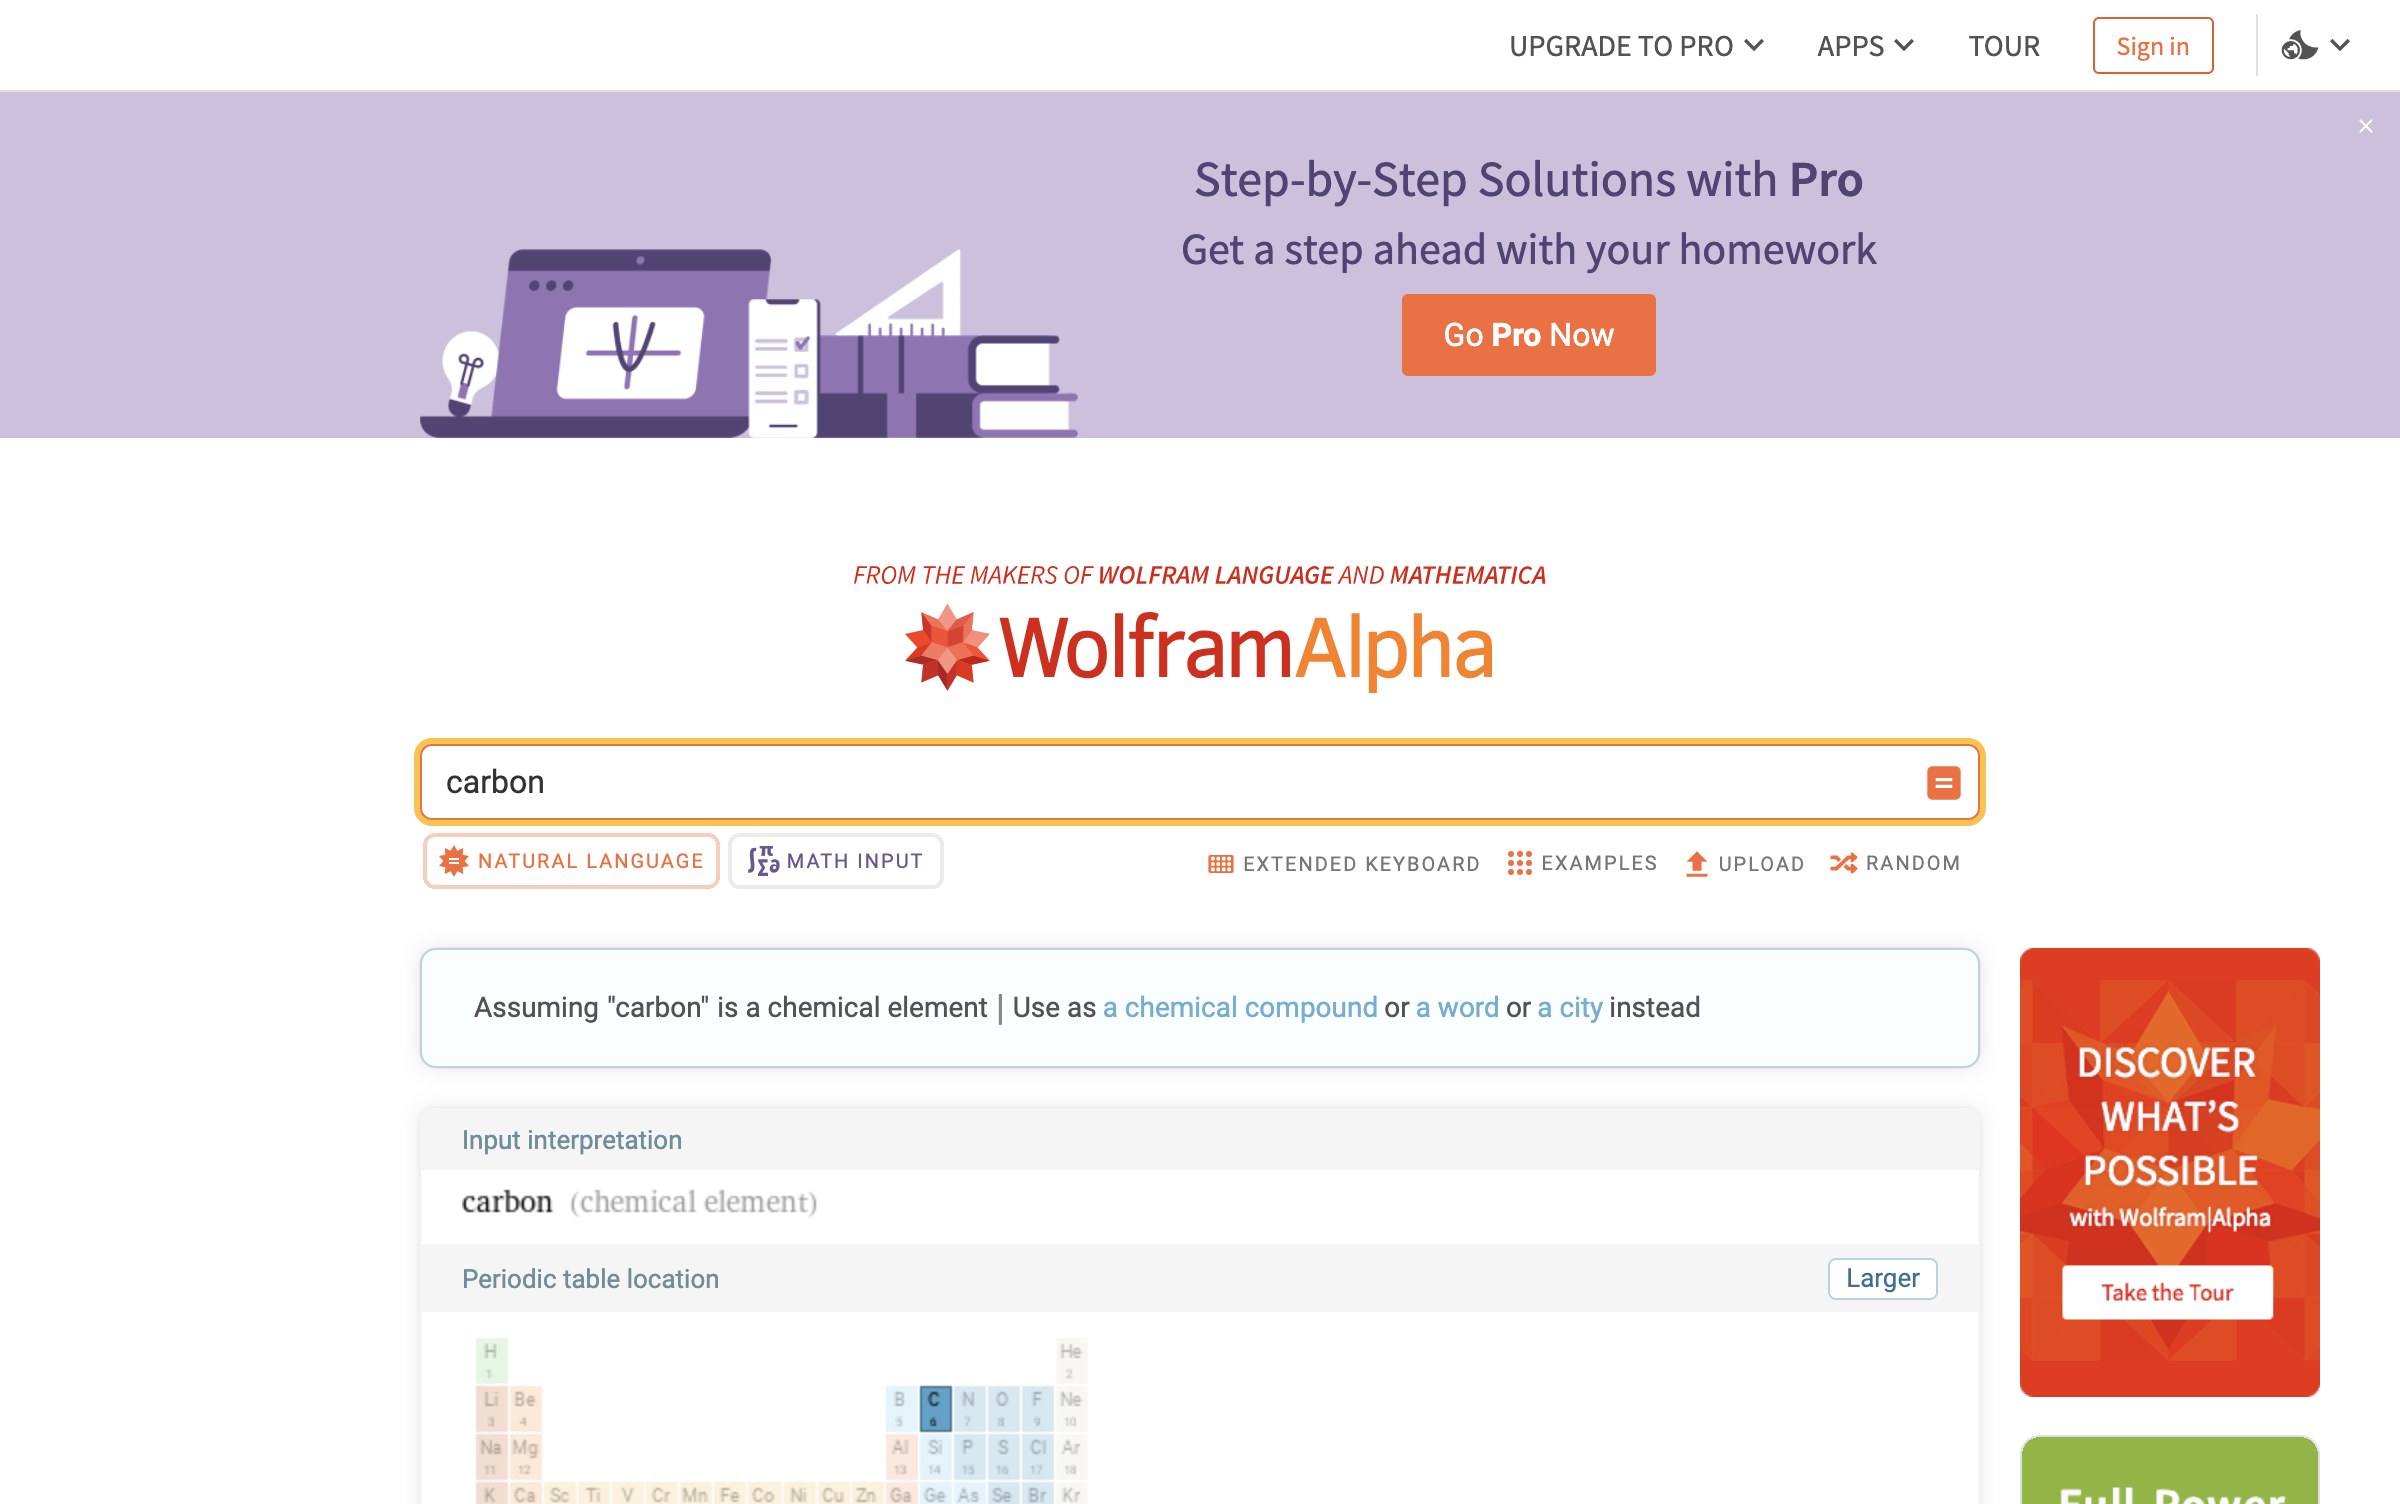 UPGRADE TO PRO APPS TOUR Sign in
Step-by-Step Solutions with Pro
Get a step ahead with your homework
Go Pro Now
FROM THE MAKERS OF WOLFRAM LANGUAGE AND MATHEMATICA
WolframAlpha
carbon
NATURAL LANGUAGE MATH INPUT EXTENDED KEYBOARD EXAMPLES UPLOAD RANDOM
Assuming "carbon" is a chemical element | Use as a chemical compound or a word or a city instead
Input interpretation
carbon (chemical element)
Periodic table location Larger
H He
1 2
Li Be B C N O F Ne
3 4 5 6 7 8 9 10
Na Mg Al Si P S Cl Ar
11 12 13 14 15 16 17 18
K Ca Sc Ti V Cr Mn Fe Co Ni Cu Zn Ga Ge As Se Br Kr
DISCOVER
WHAT'S
POSSIBLE
with Wolfram|Alpha
Take the Tour
Full Power